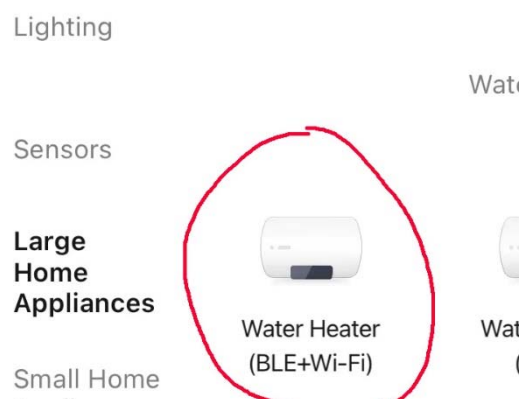 Lighting
Sensors
Large
Home
Appliances
Small Home
Water Heater
(BLE+Wi-Fi)